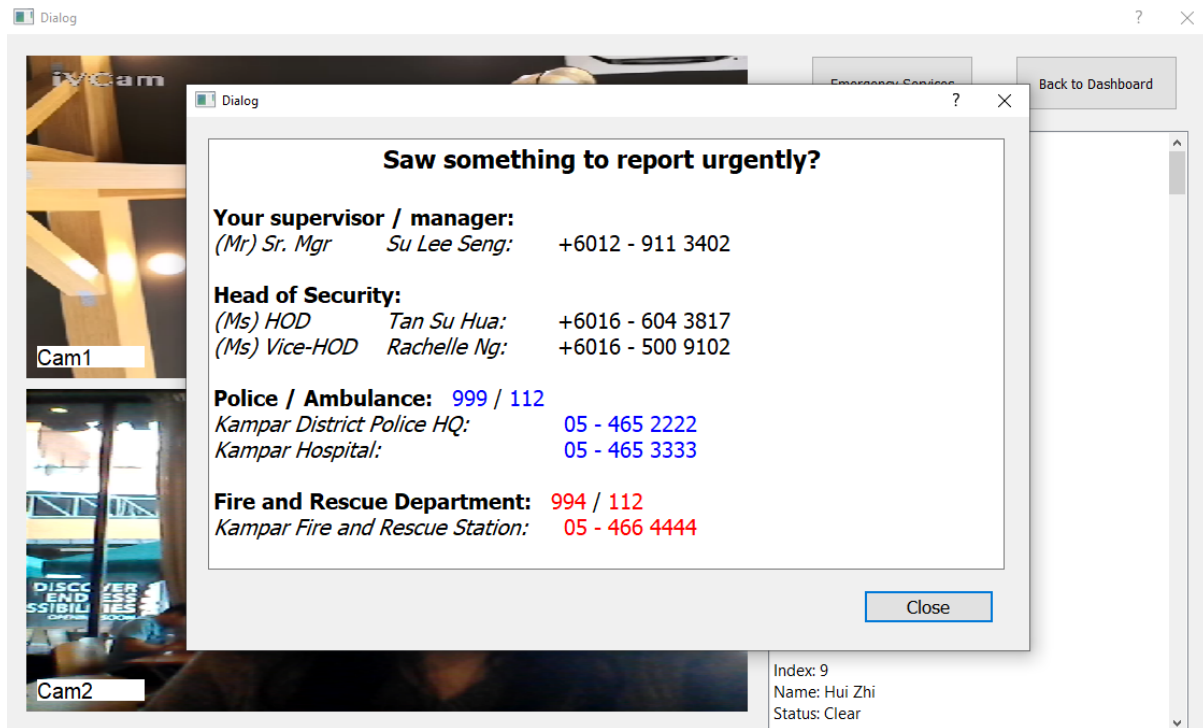 Dialog
iVCam
Emergency Services
Back to Dashboard
Dialog
Saw something to report urgently?
Your supervisor / manager:
(Mr) Sr. Mgr Su Lee Seng: +6012 - 911 3402
Head of Security:
(Ms) HOD Tan Su Hua: +6016 - 604 3817
(Ms) Vice-HOD Rachelle Ng: +6016 - 500 9102
Police / Ambulance: 999 / 112
Kampar District Police HQ: 05 - 465 2222
Kampar Hospital: 05 - 465 3333
Fire and Rescue Department: 994 / 112
Kampar Fire and Rescue Station: 05 - 466 4444
Close
Cam1
DISCOVER
END ESS
SSIBILITIES
OPENING SOON
Cam2
Index: 9
Name: Hui Zhi
Status: Clear